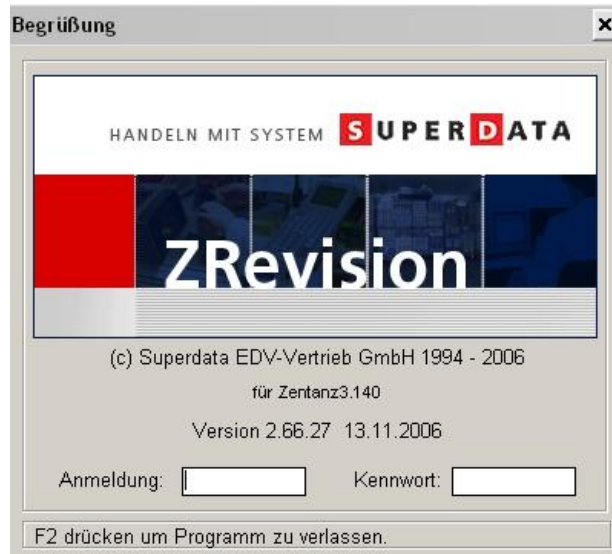 Begrüßung
HANDELN MIT SYSTEM SUPERDATA
ZRevision
(c) Superdata EDV-Vertrieb GmbH 1994 - 2006
für Zentanz3.140
Version 2.66.27 13.11.2006
Anmeldung: Kennwort:
F2 drücken um Programm zu verlassen.